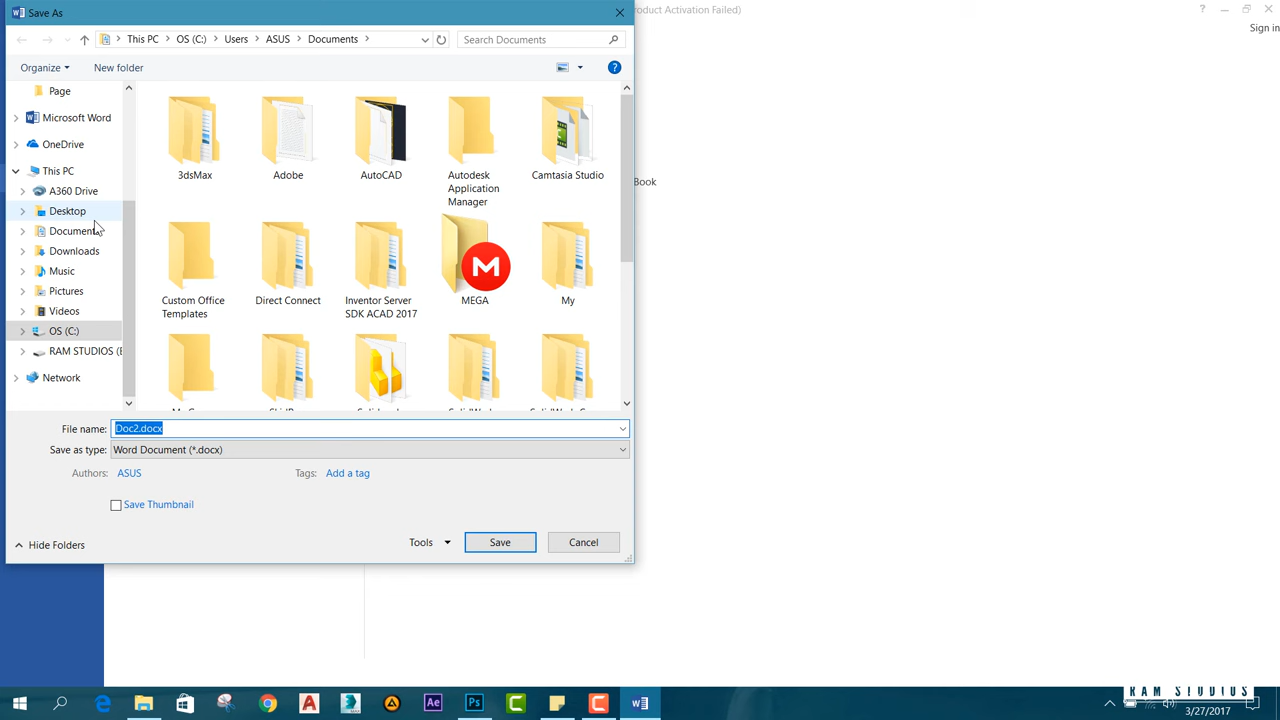 Save As
roduct Activation Failed)
Sign in
This PC
OS (C:)
Users
ASUS
Documents
Search Documents
Organize
New folder
Page
Microsoft Word
OneDrive
This PC
A360 Drive
Desktop
Document
Downloads
Music
Pictures
Videos
OS (C:)
RAM STUDIOS (E
Network
3dsMax
Adobe
AutoCAD
Autodesk
Application
Manager
Camtasia Studio
Custom Office
Templates
Direct Connect
Inventor Server
SDK ACAD 2017
M
MEGA
My
Book
File name:
Doc2.docx
Save as type:
Word Document (*.docx)
Authors:
ASUS
Tags:
Add a tag
Save Thumbnail
Hide Folders
Tools
Save
Cancel
Ae
Ps
RAM STUDIOS
3/27/2017